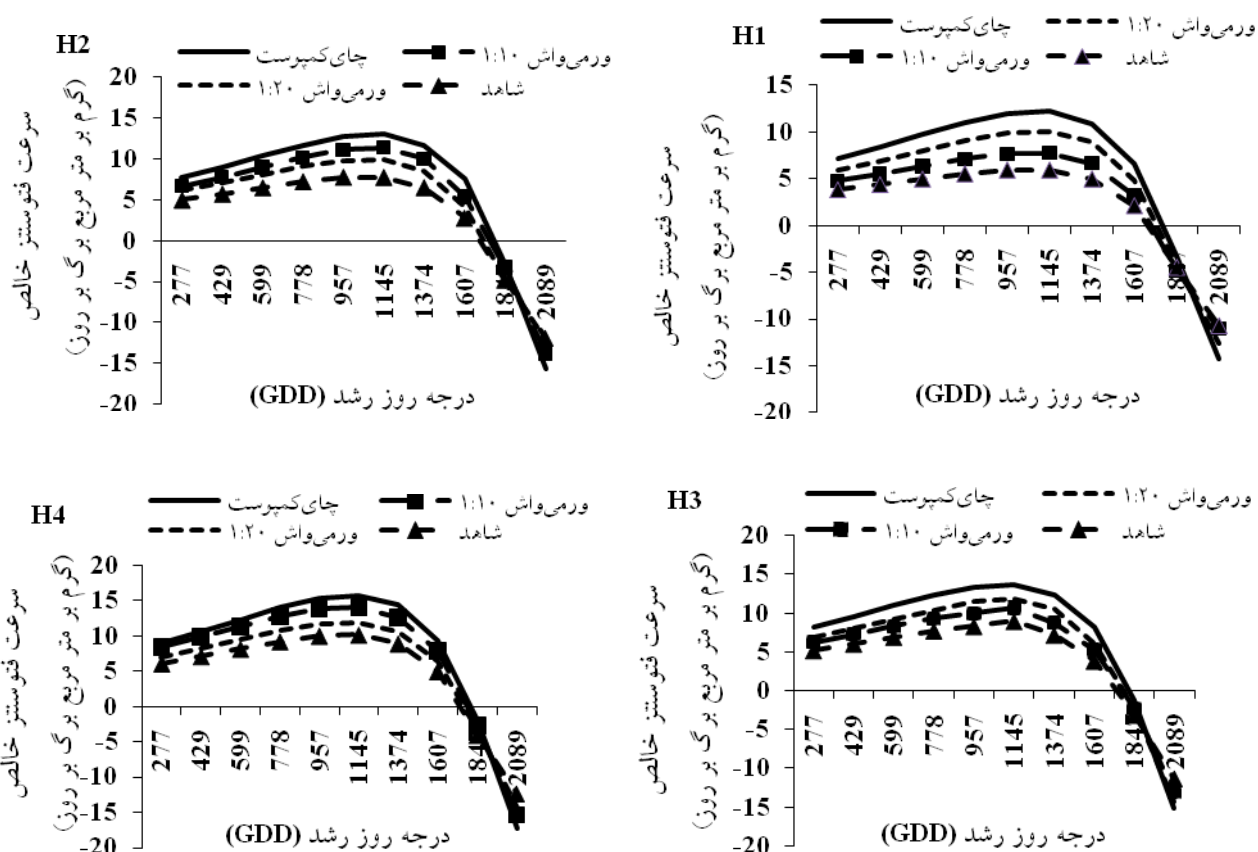 H2
چای‌کمپوست
ورمی‌واش ۱:۱۰
ورمی‌واش ۱:۲۰
شاهد
سرعت فتوسنتز خالص
(گرم بر متر مربع برگ بر روز)
20
15
10
5
0
-5
-10
-15
-20
277 429 599 778 957 1145 1374 1607 2089
درجه روز رشد (GDD)
H1
چای‌کمپوست
ورمی‌واش ۱:۲۰
ورمی‌واش ۱:۱۰
شاهد
سرعت فتوسنتز خالص
(گرم بر متر مربع برگ بر روز)
15
10
5
0
-5
-10
-15
-20
277 429 599 778 957 1145 1374 1607 2089
درجه روز رشد (GDD)
H4
چای‌کمپوست
ورمی‌واش ۱:۱۰
ورمی‌واش ۱:۲۰
شاهد
سرعت فتوسنتز خالص
(گرم بر متر مربع برگ بر روز)
20
15
10
5
0
-5
-10
-15
-20
277 429 599 778 957 1145 1374 1607 2089
درجه روز رشد (GDD)
H3
چای‌کمپوست
ورمی‌واش ۱:۲۰
ورمی‌واش ۱:۱۰
شاهد
سرعت فتوسنتز خالص
(گرم بر متر مربع برگ بر روز)
20
15
10
5
0
-5
-10
-15
-20
277 429 599 778 957 1145 1374 1607 2089
درجه روز رشد (GDD)